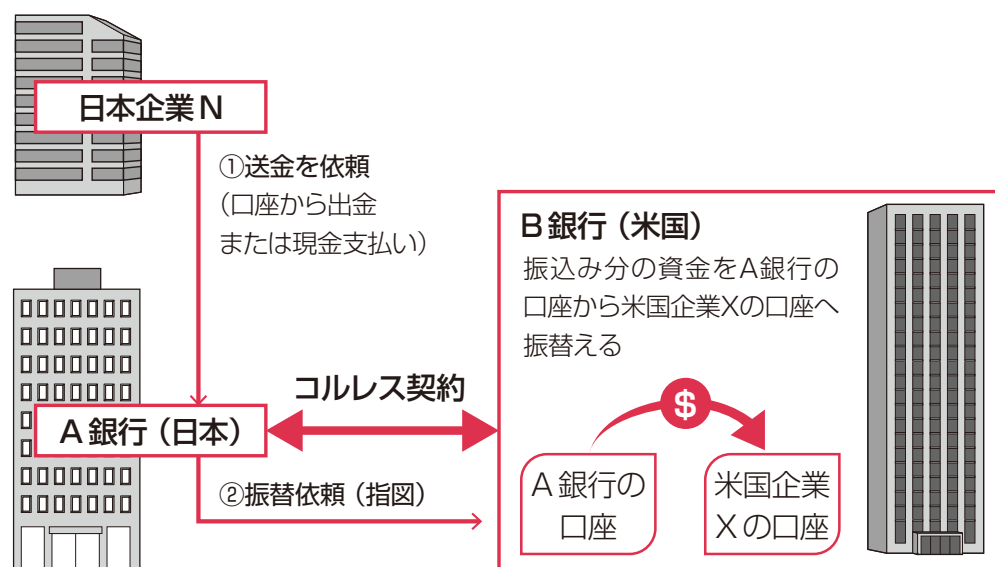 日本企業N
①送金を依頼
（口座から出金
または現金支払い）
B銀行（米国）
振込み分の資金をA銀行の
口座から米国企業Xの口座へ
振替える
コルレス契約
A銀行（日本）
$
②振替依頼（指図）
A銀行の
口座
米国企業
Xの口座